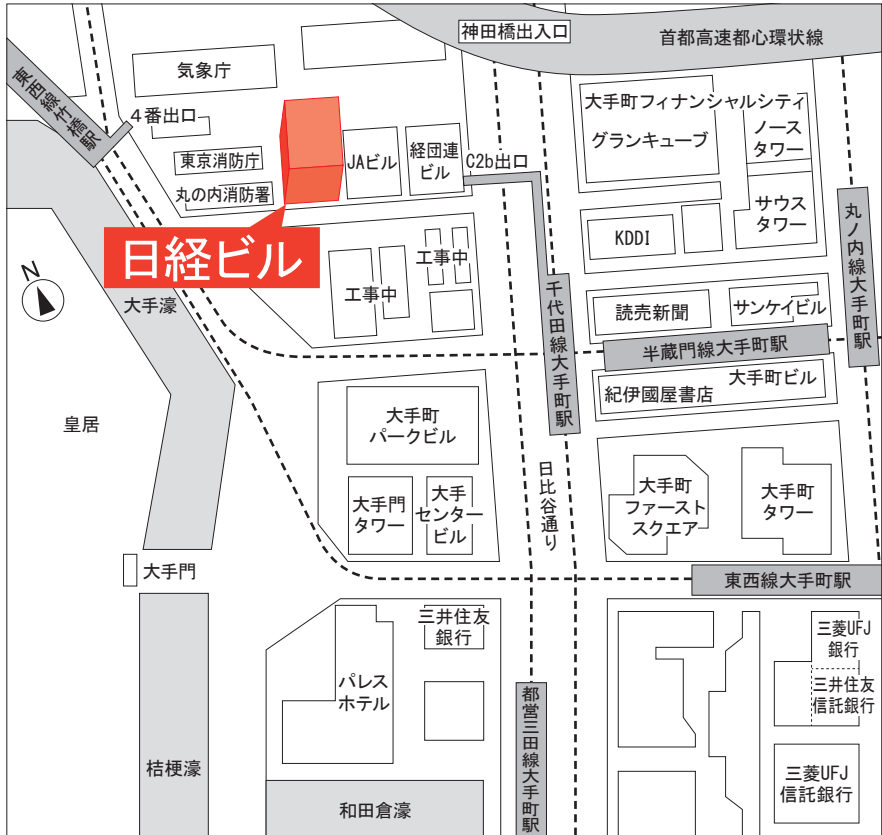 神田橋出入口
首都高速都心環状線
東西線竹橋駅
気象庁
4番出口
東京消防庁
丸の内消防署
JAビル
経団連
ビル
C2b出口
大手町フィナンシャルシティ
グランキューブ
ノース
タワー
サウス
タワー
KDDI
丸ノ内線大手町駅
日経ビル
N
大手濠
工事中
工事中
千代田線大手町駅
読売新聞
サンケイビル
半蔵門線大手町駅
大手町ビル
紀伊國屋書店
皇居
大手町
パークビル
大手門
タワー
大手
センター
ビル
日比谷通り
大手町
ファースト
スクエア
大手町
タワー
大手門
東西線大手町駅
三井住友
銀行
パレス
ホテル
都営三田線大手町駅
三菱UFJ
銀行
三井住友
信託銀行
三菱UFJ
信託銀行
桔梗濠
和田倉濠